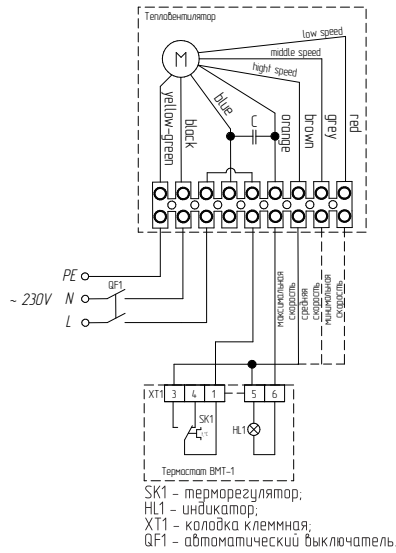 Тепловентилятор
low speed
middle speed
hight speed
M
yellow-green
black
blue
C
orange
brown
grey
red
PE
~ 230V N
QF1
L
максимальная
скорость
средняя
скорость
минимальная
скорость
XT1 3 4 1 5 6
SK1
t°C
HL1
Термостат ВМТ-1
SK1 - терморегулятор;
HL1 - индикатор;
XT1 - колодка клеммная;
QF1 - автоматический выключатель.